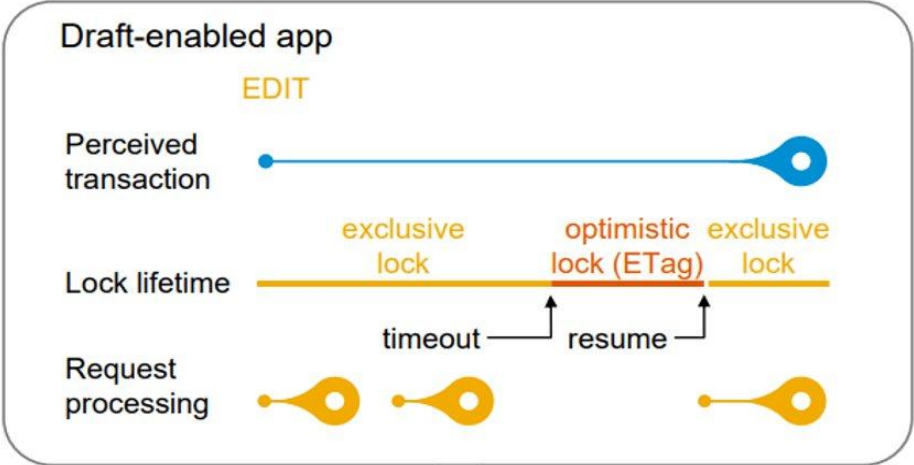 Draft-enabled app
EDIT
Perceived
transaction
exclusive
lock
optimistic
lock (ETag)
exclusive
lock
Lock lifetime
timeout
resume
Request
processing